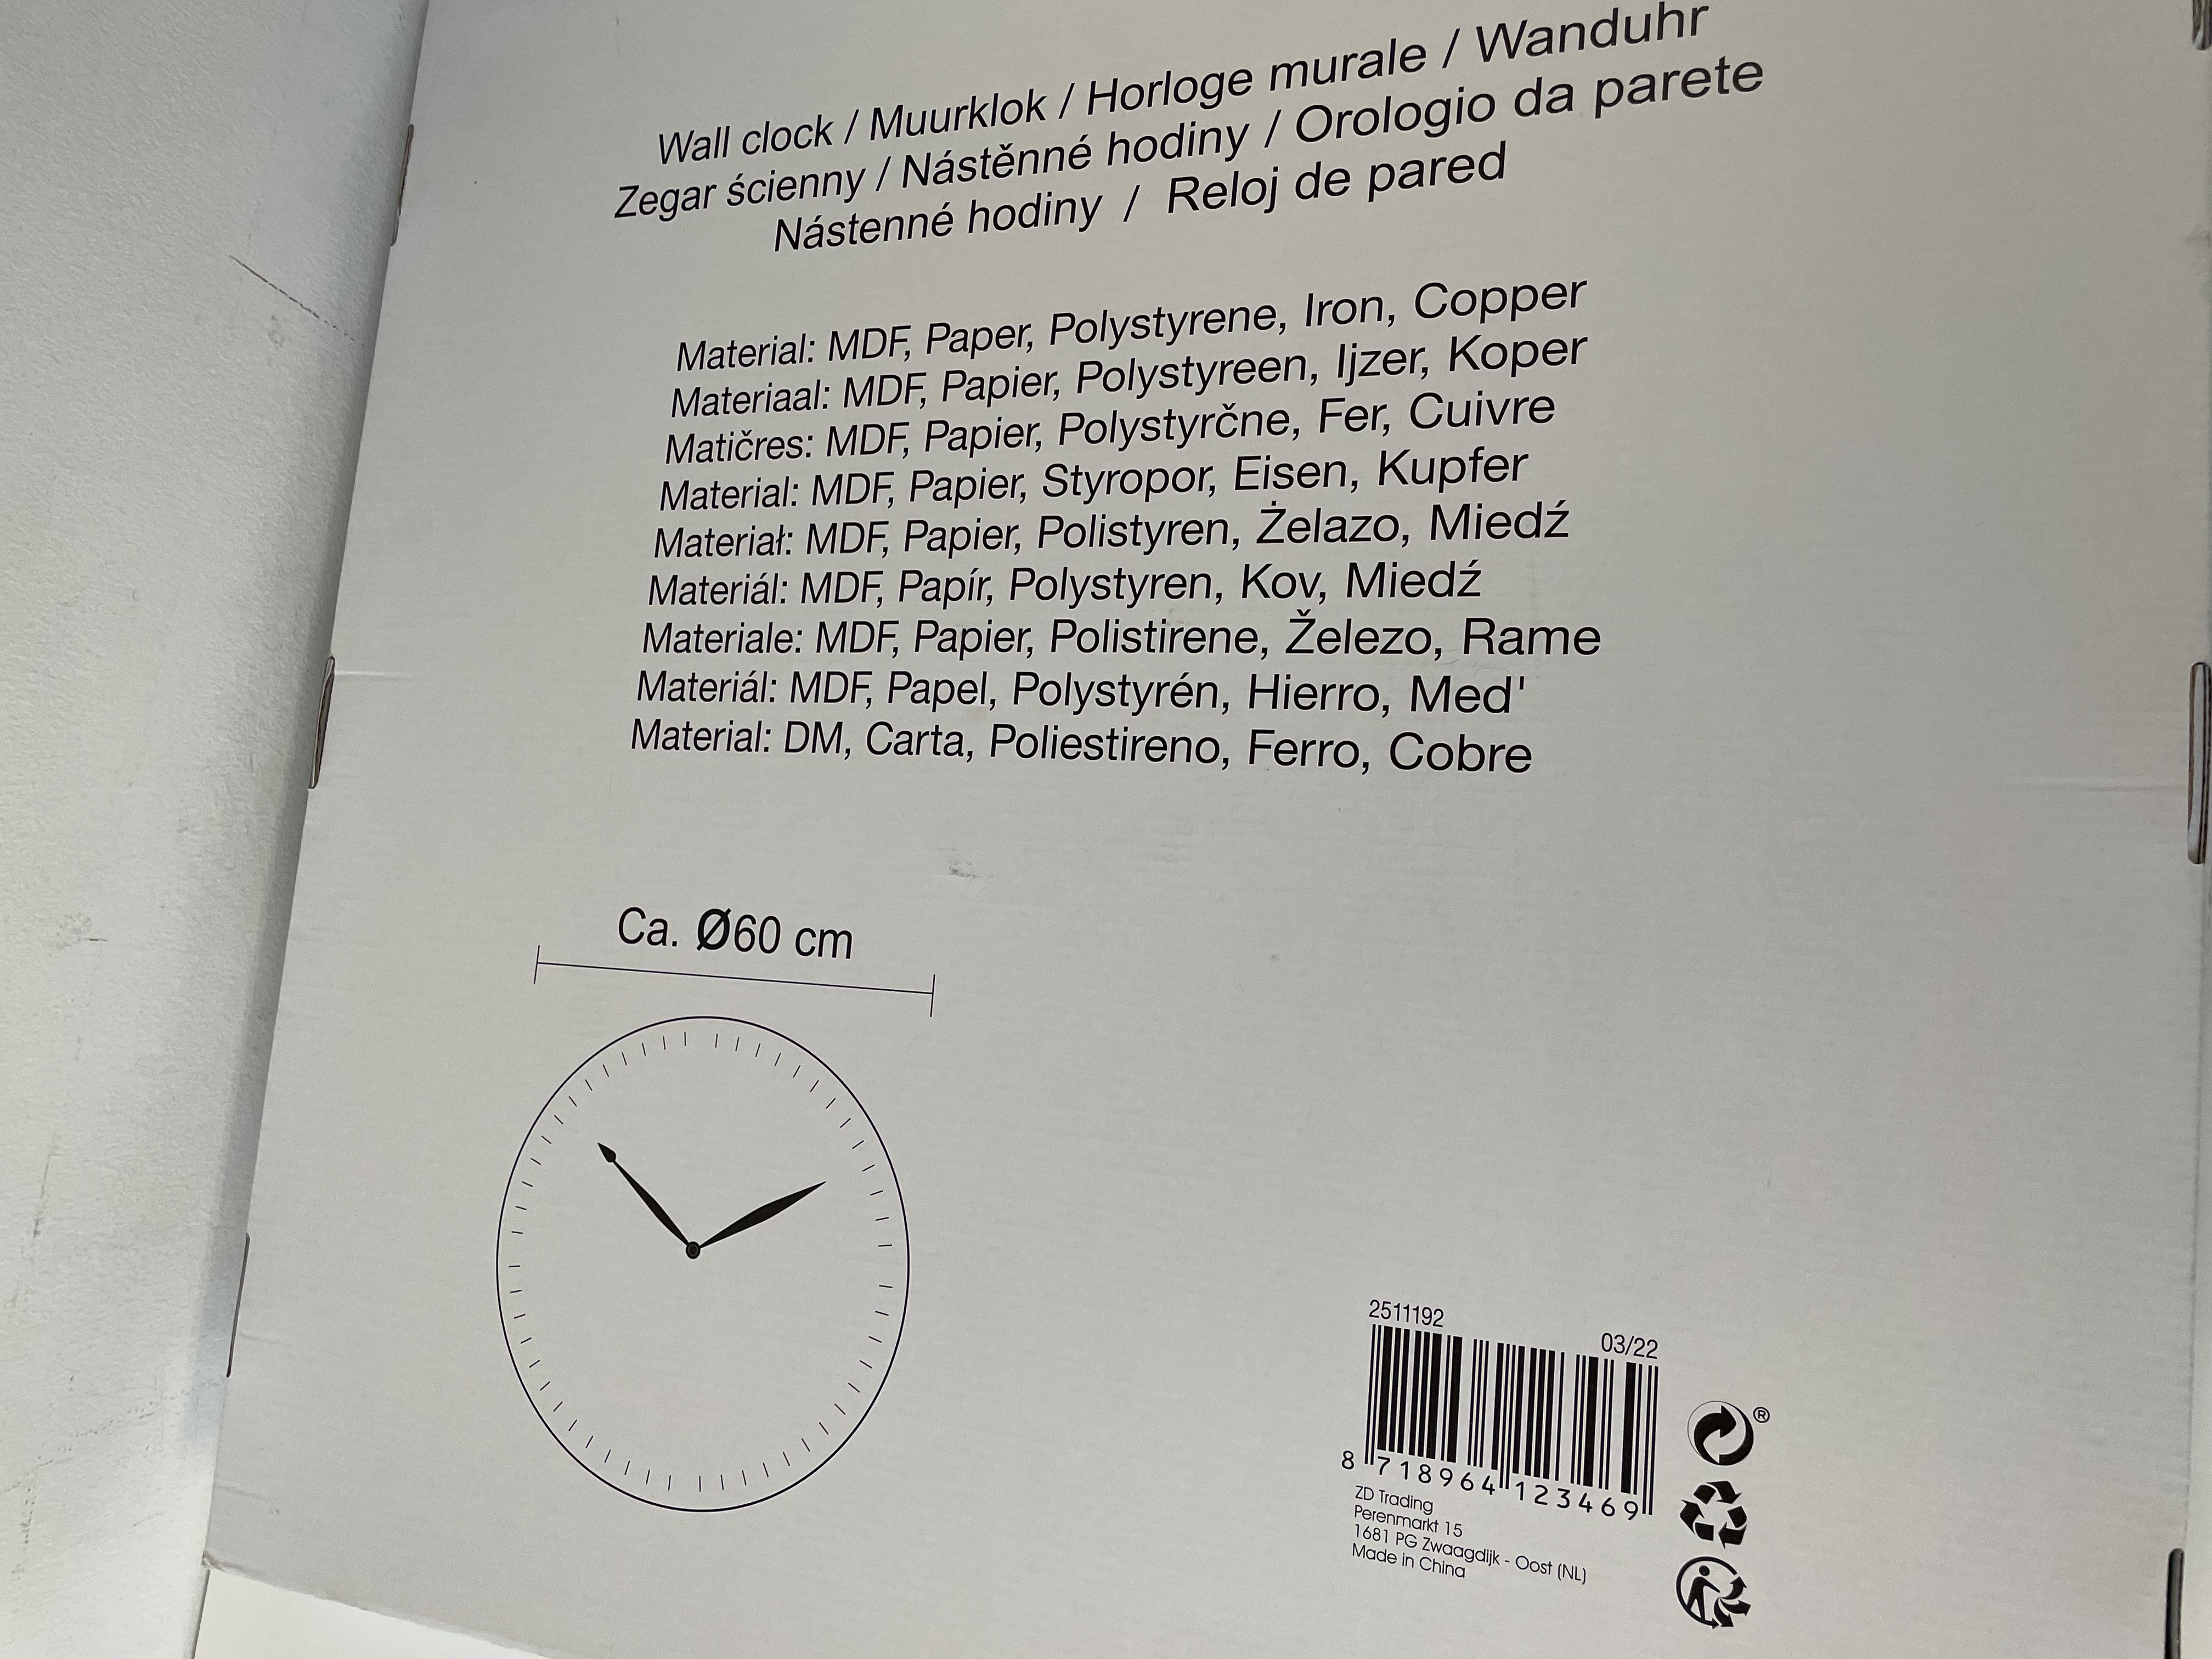 Wall clock / Muurklok / Horloge murale / Wanduhr
Zegar ścienny / Nástěnné hodiny / Orologio da parete
Nástenné hodiny / Reloj de pared
Material: MDF, Paper, Polystyrene, Iron, Copper
Materiaal: MDF, Papier, Polystyreen, Ijzer, Koper
Matičres: MDF, Papier, Polystyrčne, Fer, Cuivre
Material: MDF, Papier, Styropor, Eisen, Kupfer
Materiał: MDF, Papier, Polistyren, Żelazo, Miedź
Materiál: MDF, Papír, Polystyren, Kov, Miedź
Materiale: MDF, Papier, Polistirene, Železo, Rame
Materiál: MDF, Papel, Polystyrén, Hierro, Med'
Material: DM, Carta, Poliestireno, Ferro, Cobre
Ca. Ø60 cm
2511192
03/22
8 718964 123469
®
ZD Trading
Perenmarkt 15
1681 PG Zwaagdijk - Oost (NL)
Made in China